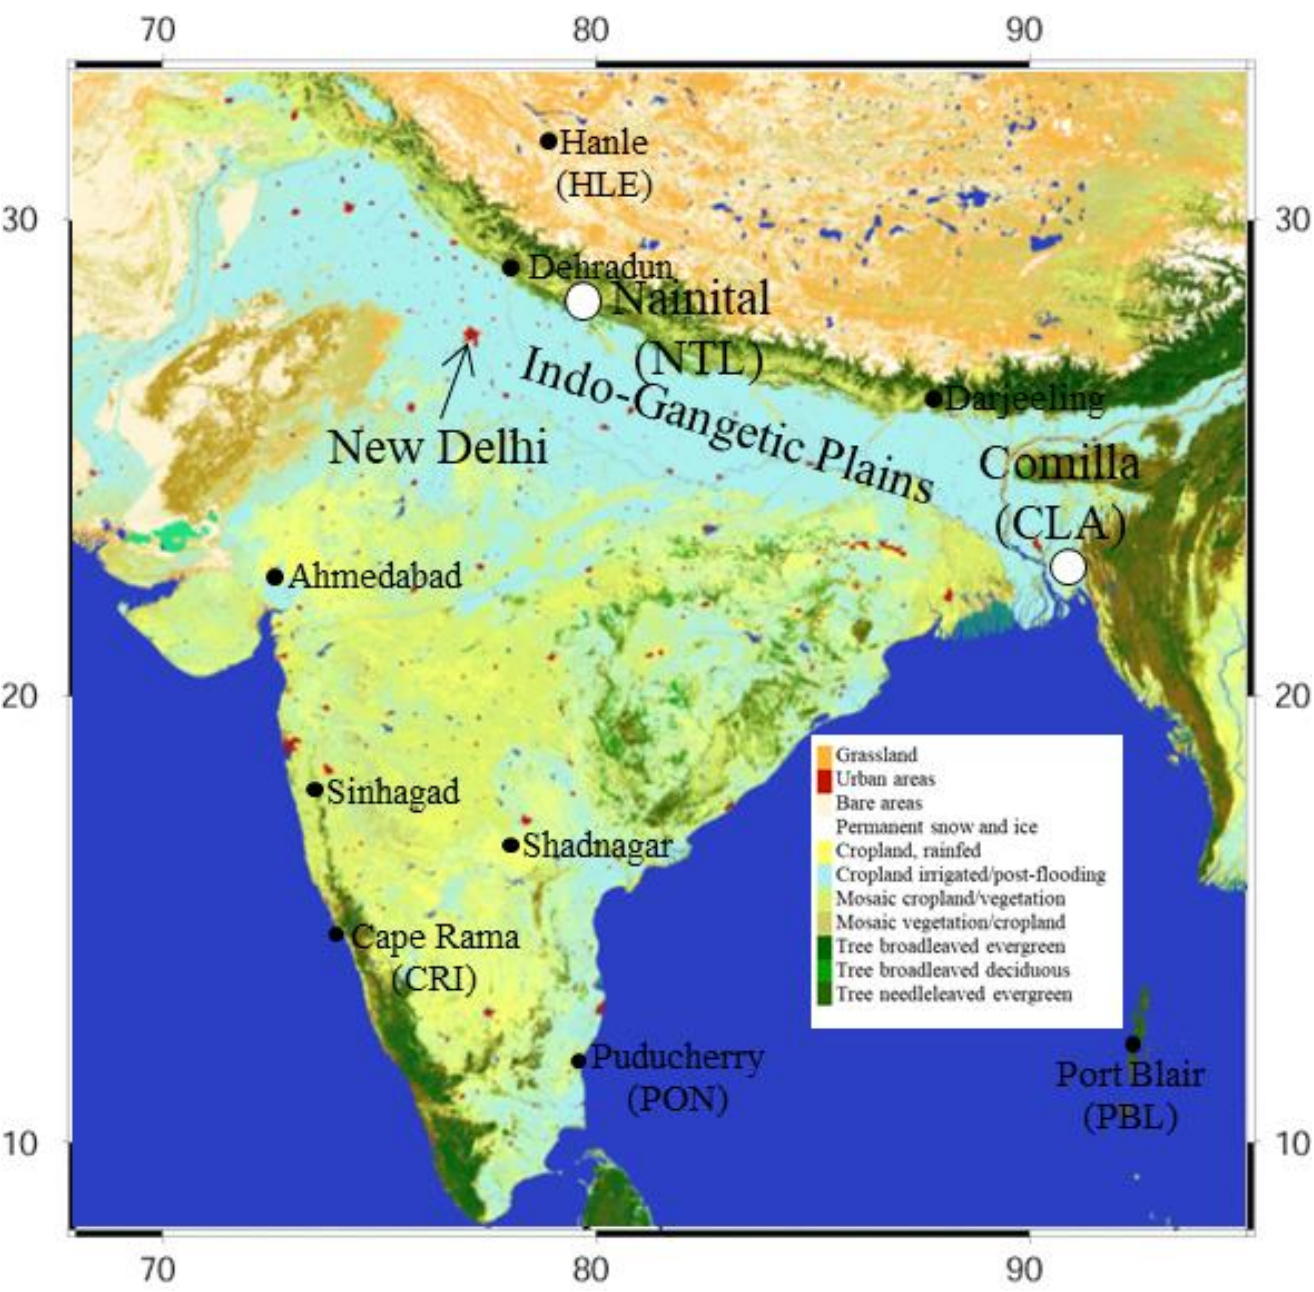 70 80 90
Hanle
(HLE)
30 30
Dehradun
Nainital
(NTL)
Indo-Gangetic Plains
New Delhi
Darjeeling
Comilla
(CLA)
Ahmedabad
20 20
Grassland
Urban areas
Bare areas
Permanent snow and ice
Cropland, rainfed
Cropland irrigated/post-flooding
Mosaic cropland/vegetation
Mosaic vegetation/cropland
Tree broadleaved evergreen
Tree broadleaved deciduous
Tree needleleaved evergreen
Sinhagad
Shadnagar
Cape Rama
(CRI)
Puducherry
(PON)
Port Blair
(PBL)
10 10
70 80 90